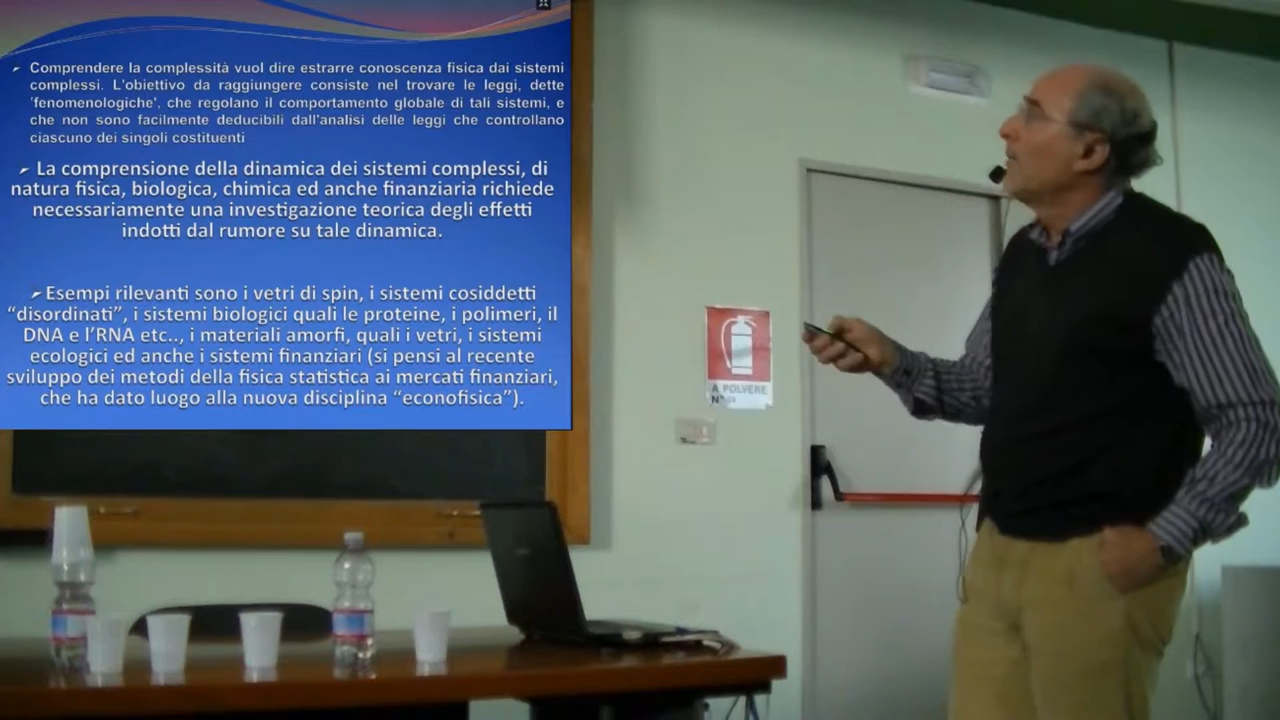 Comprendere la complessità vuol dire estrarre conoscenza fisica dai sistemi
complessi. L'obiettivo da raggiungere consiste nel trovare le leggi, dette
'fenomenologiche', che regolano il comportamento globale di tali sistemi, e
che non sono facilmente deducibili dall'analisi delle leggi che controllano
ciascuno dei singoli costituenti
La comprensione della dinamica dei sistemi complessi, di
natura fisica, biologica, chimica ed anche finanziaria richiede
necessariamente una investigazione teorica degli effetti
indotti dal rumore su tale dinamica.
Esempi rilevanti sono i vetri di spin, i sistemi cosiddetti
“disordinati”, i sistemi biologici quali le proteine, i polimeri, il
DNA e l’RNA etc.., i materiali amorfi, quali i vetri, i sistemi
ecologici ed anche i sistemi finanziari (si pensi al recente
sviluppo dei metodi della fisica statistica ai mercati finanziari,
che ha dato luogo alla nuova disciplina “econofisica”).
A POLVERE
N°